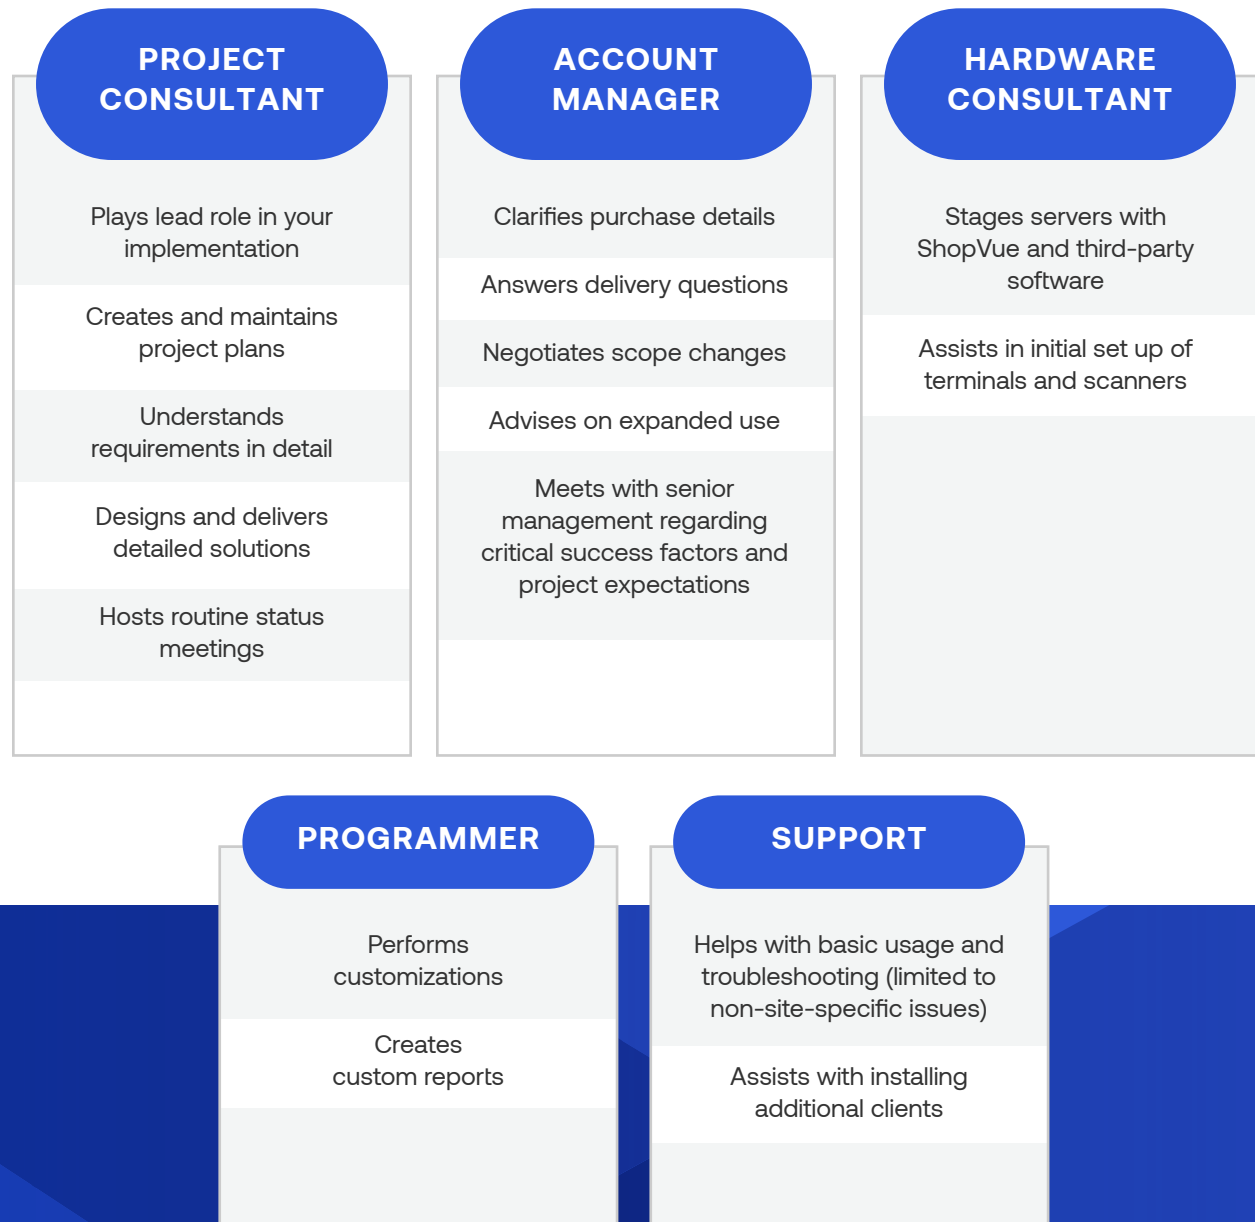 PROJECT
CONSULTANT
Plays lead role in your
implementation
Creates and maintains
project plans
Understands
requirements in detail
Designs and delivers
detailed solutions
Hosts routine status
meetings
ACCOUNT
MANAGER
Clarifies purchase details
Answers delivery questions
Negotiates scope changes
Advises on expanded use
Meets with senior
management regarding
critical success factors and
project expectations
HARDWARE
CONSULTANT
Stages servers with
ShopVue and third-party
software
Assists in initial set up of
terminals and scanners
PROGRAMMER
Performs
customizations
Creates
custom reports
SUPPORT
Helps with basic usage and
troubleshooting (limited to
non-site-specific issues)
Assists with installing
additional clients